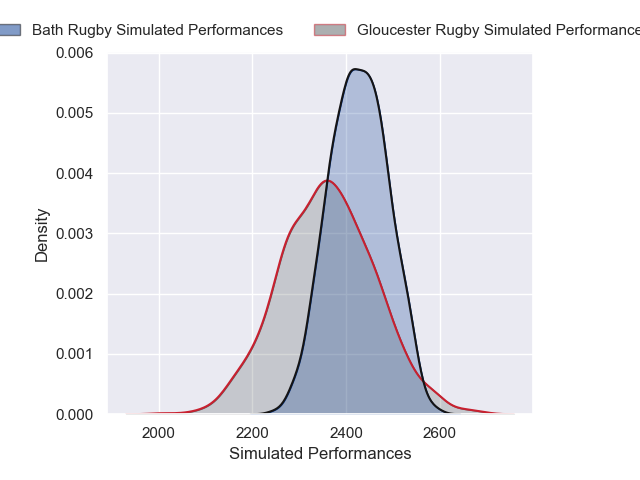 Bath Rugby Simulated Performances Gloucester Rugby Simulated Performance
0.006
0.005
0.004
0.003
0.002
0.001
0.000
Density
2000 2200 2400 2600
Simulated Performances